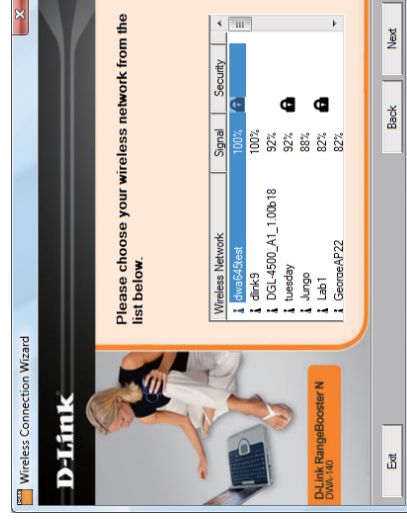 Wireless Connection Wizard
D-Link
Please choose your wireless network from the
list below.
Wireless Network Signal Security
dwa645test 100%
dlink9 100%
DGL-4500_A1_1.00b18 92%
tuesday 92%
Jungo 88%
Lab1 82%
GeorgeAP22 82%
D-Link RangeBooster N
DWA-140
Exit Back Next